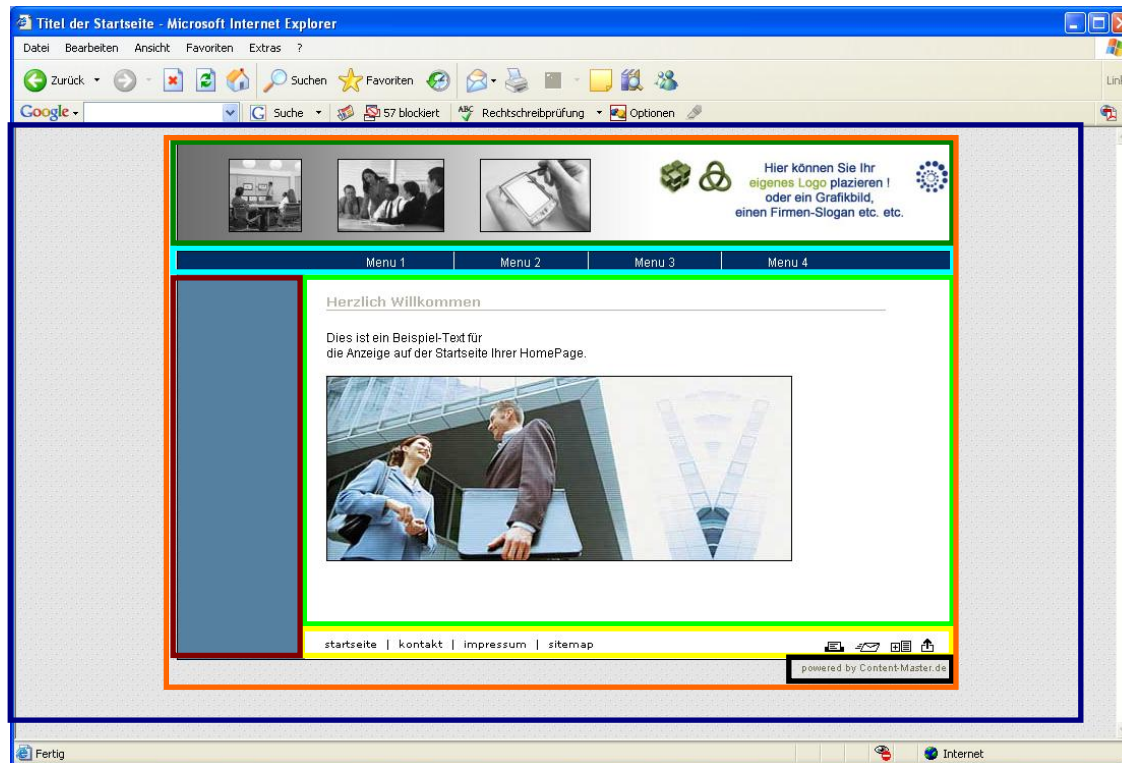 Titel der Startseite - Microsoft Internet Explorer
Datei Bearbeiten Ansicht Favoriten Extras ?
Zurück Suchen Favoriten
Google Suche 57 blockiert ABC Rechtschreibprüfung Optionen
Hier können Sie Ihr
eigenes Logo plazieren !
oder ein Grafikbild,
einen Firmen-Slogan etc. etc.
Menu 1 Menu 2 Menu 3 Menu 4
Herzlich Willkommen
Dies ist ein Beispiel-Text für
die Anzeige auf der Startseite Ihrer HomePage.
startseite | kontakt | impressum | sitemap
powered by Content-Master.de
Fertig Internet